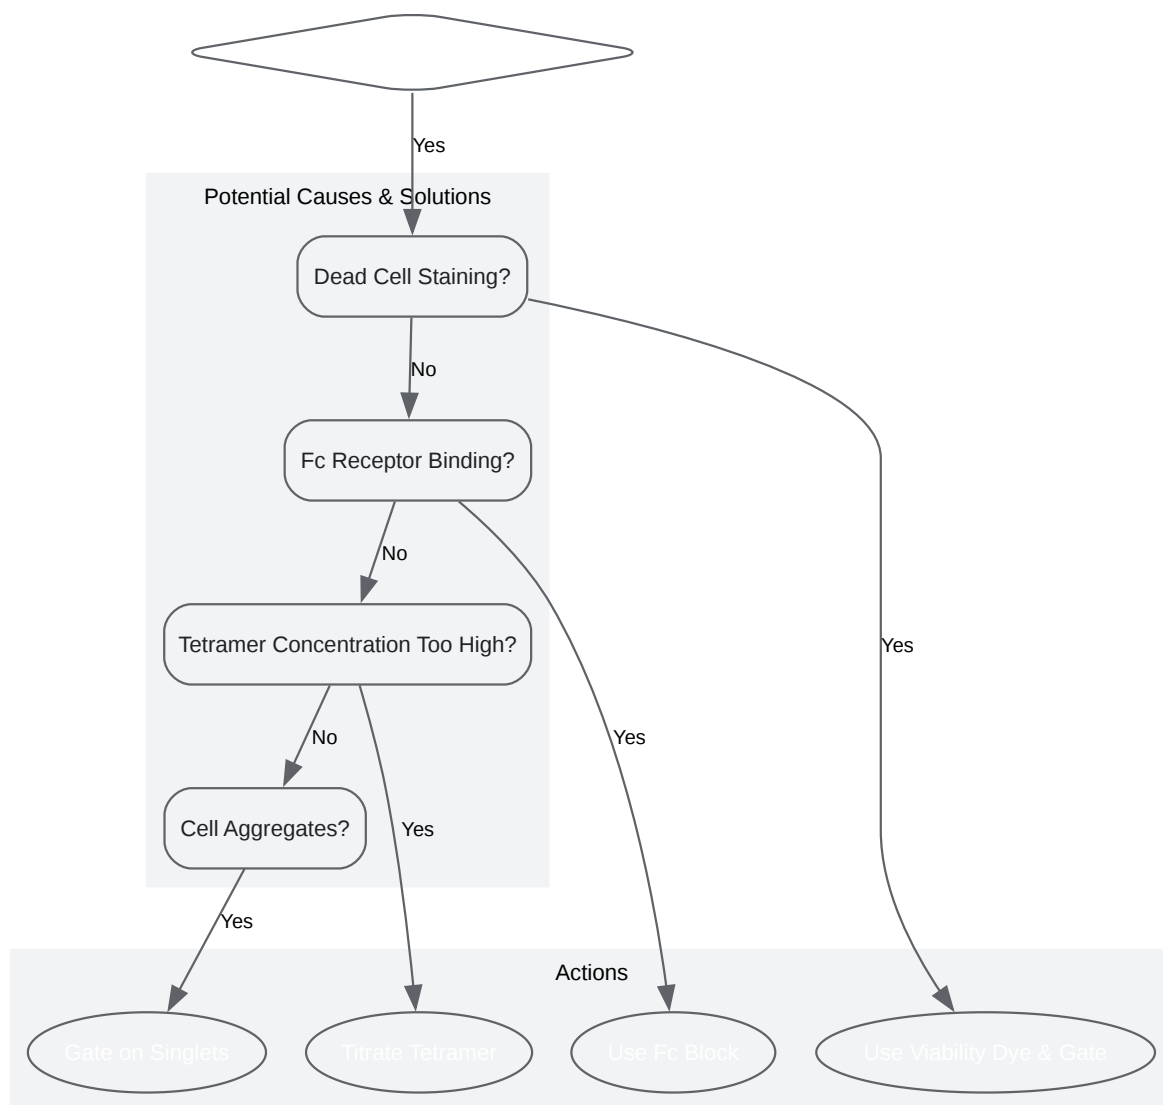 Yes
Potential Causes & Solutions
Dead Cell Staining?
No
Fc Receptor Binding?
No
Tetramer Concentration Too High?
Yes
No
Yes
Cell Aggregates?
Yes
Yes
Actions
Gate on Singlets
Titrate Tetramer
Use Fc Block
Use Viability Dye & Gate